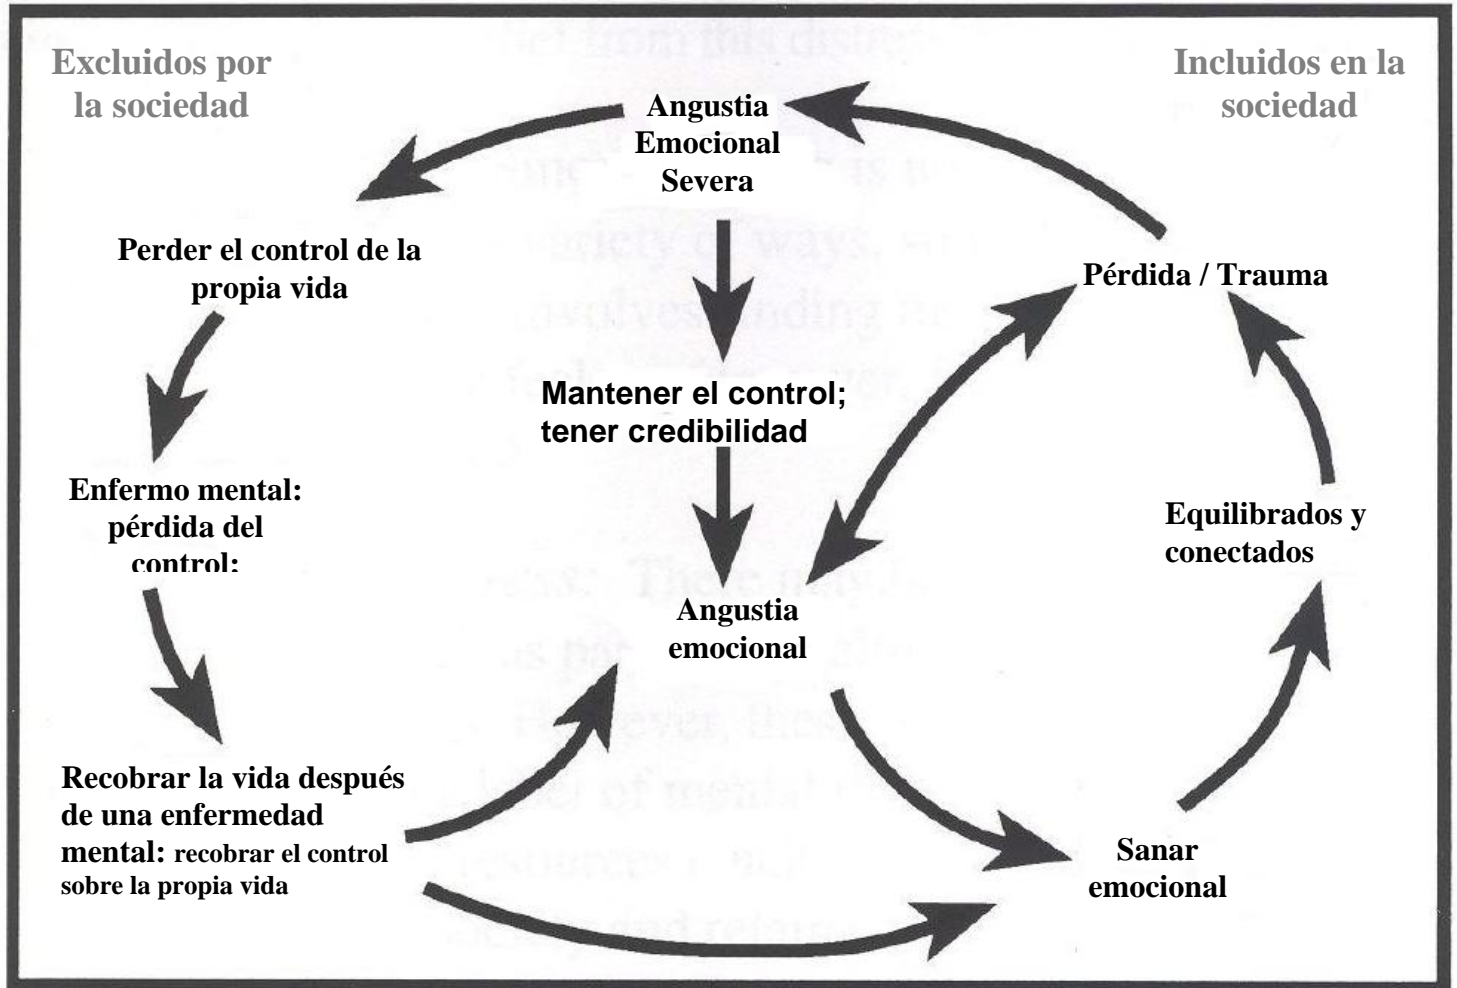 Excluidos por
la sociedad
Incluidos en la
sociedad
Angustia
Emocional
Severa
Perder el control de la
propia vida
Pérdida / Trauma
Mantener el control;
tener credibilidad
Enfermo mental:
pérdida del
control:
Equilibrados y
conectados
Angustia
emocional
Recobrar la vida después
de una enfermedad
mental: recobrar el control
sobre la propia vida
Sanar
emocional